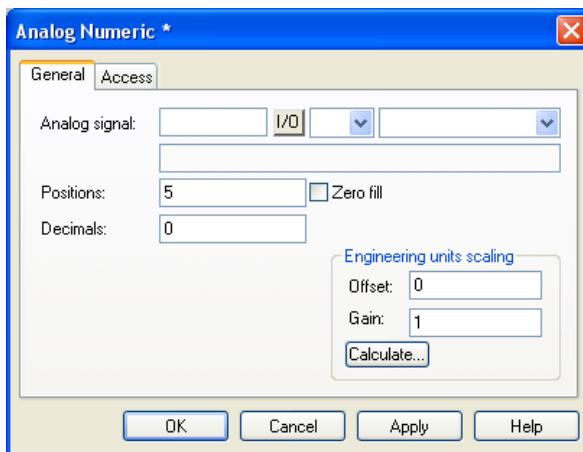 Analog Numeric *
General Access
Analog signal: I/O
Positions: 5 Zero fill
Decimals: 0
Engineering units scaling
Offset: 0
Gain: 1
Calculate...
OK Cancel Apply Help